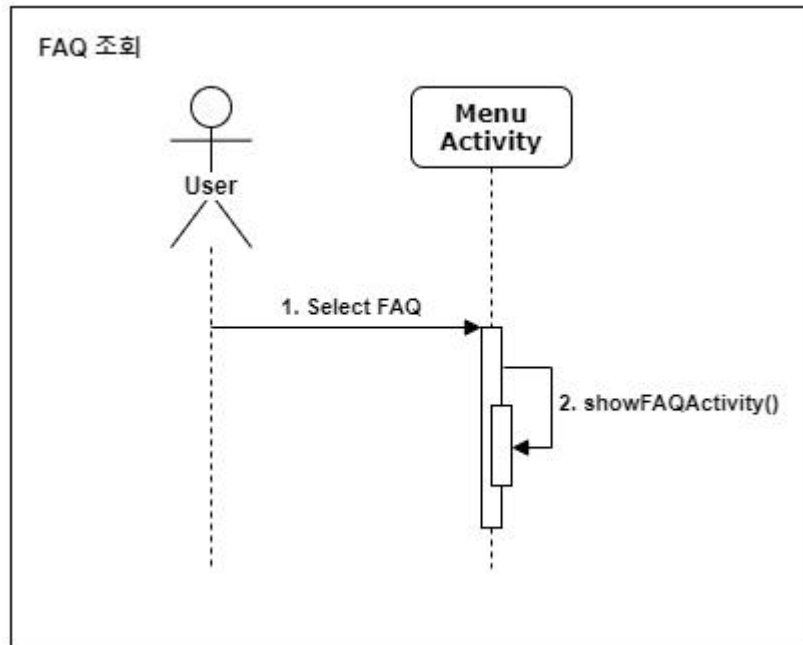 FAQ 조회
Menu
Activity
User
1. Select FAQ
2. showFAQActivity()